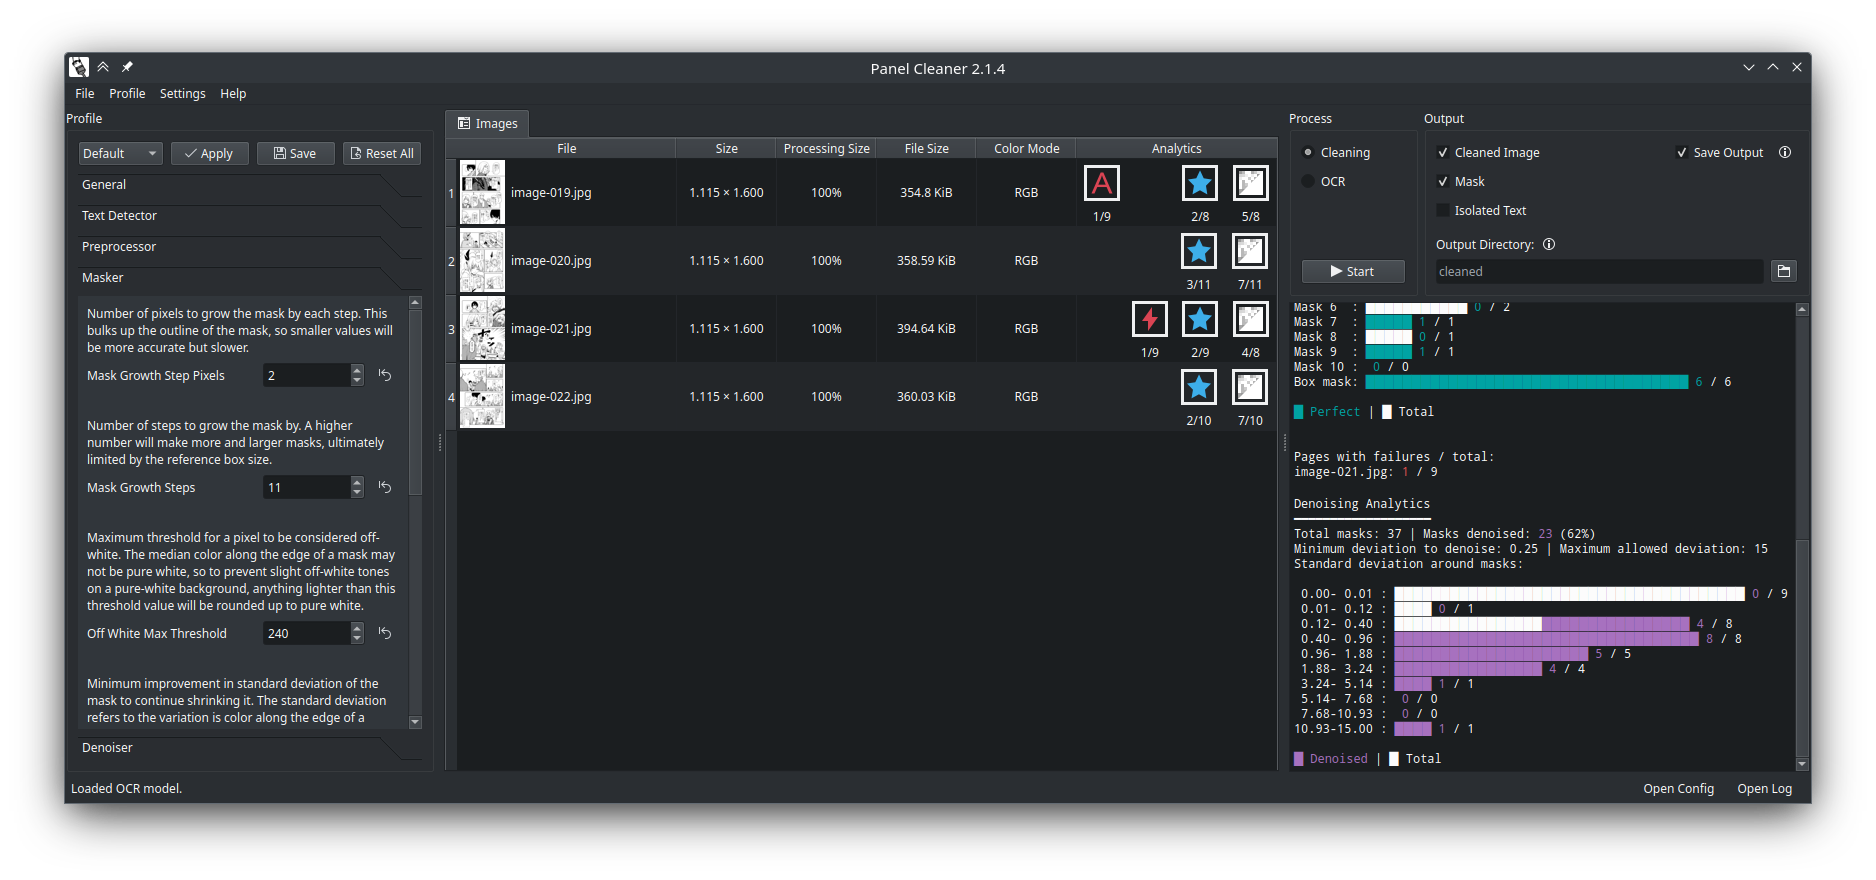 Panel Cleaner 2.1.4
File Profile Settings Help
Profile
Default Apply Save Reset All
General
Text Detector
Preprocessor
Masker
Number of pixels to grow the mask by each step. This
bulks up the outline of the mask, so smaller values will
be more accurate but slower.
Mask Growth Step Pixels 2
Number of steps to grow the mask by. A higher
number will make more and larger masks, ultimately
limited by the reference box size.
Mask Growth Steps 11
Maximum threshold for a pixel to be considered off-
white. The median color along the edge of a mask may
not be pure white, so to prevent slight off-white tones
on a pure-white background, anything lighter than this
threshold value will be rounded up to pure white.
Off White Max Threshold 240
Minimum improvement in standard deviation of the
mask to continue shrinking it. The standard deviation
refers to the variation is color along the edge of a
Denoiser
Images
File Size Processing Size File Size Color Mode Analytics
1 image-019.jpg 1.115 × 1.600 100% 354.8 KiB RGB A
1/9 2/8 5/8
2 image-020.jpg 1.115 × 1.600 100% 358.59 KiB RGB
3/11 7/11
3 image-021.jpg 1.115 × 1.600 100% 394.64 KiB RGB
1/9 2/9 4/8
4 image-022.jpg 1.115 × 1.600 100% 360.03 KiB RGB
2/10 7/10
Process
Cleaning
OCR
Start
Output
Cleaned Image Save Output
Mask
Isolated Text
Output Directory:
cleaned
Mask 6 : 0 / 2
Mask 7 : 1 / 1
Mask 8 : 0 / 1
Mask 9 : 1 / 1
Mask 10 : 0 / 0
Box mask: 6 / 6
Perfect | Total
Pages with failures / total:
image-021.jpg: 1 / 9
Denoising Analytics
Total masks: 37 | Masks denoised: 23 (62%)
Minimum deviation to denoise: 0.25 | Maximum allowed deviation: 15
Standard deviation around masks:
0.00- 0.01 : 0 / 9
0.01- 0.12 : 0 / 1
0.12- 0.40 : 4 / 8
0.40- 0.96 : 8 / 8
0.96- 1.88 : 5 / 5
1.88- 3.24 : 4 / 4
3.24- 5.14 : 1 / 1
5.14- 7.68 : 0 / 0
7.68-10.93 : 0 / 0
10.93-15.00 : 1 / 1
Denoised | Total
Loaded OCR model.
Open Config Open Log